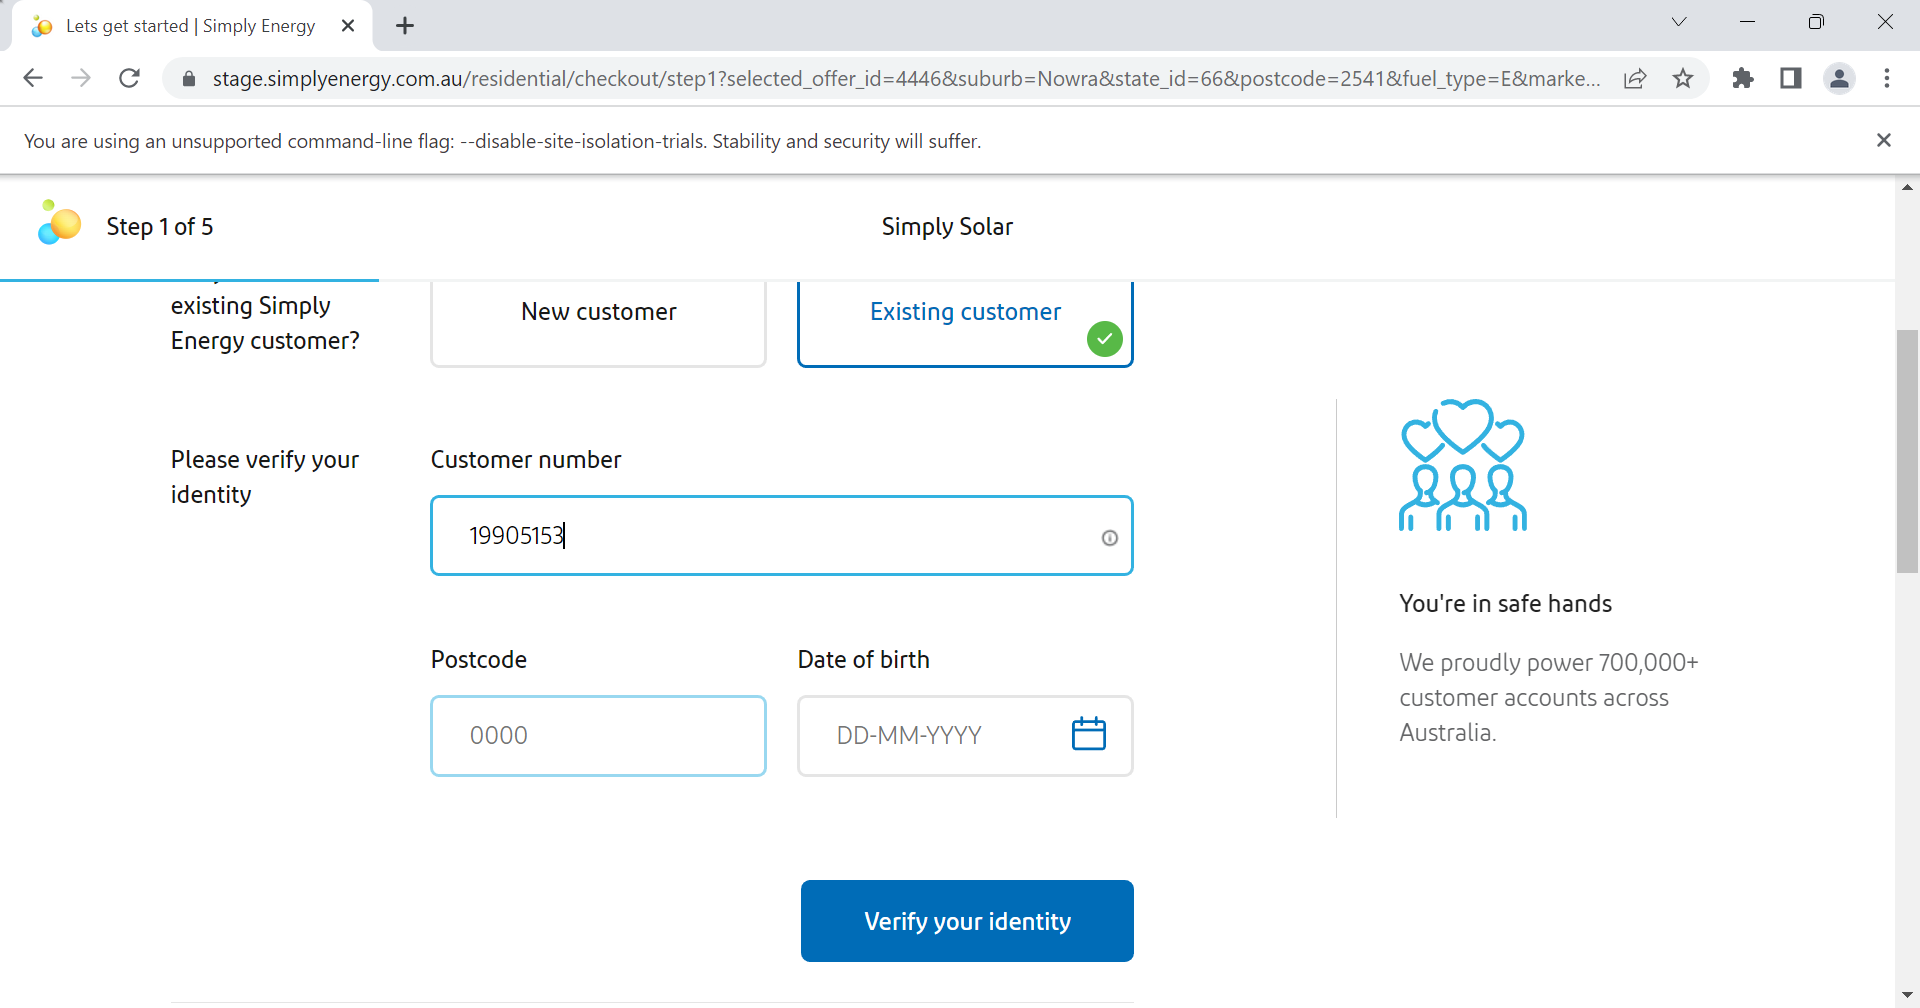 Lets get started | Simply Energy
stage.simplyenergy.com.au/residential/checkout/step1?selected_offer_id=4446&suburb=Nowra&state_id=66&postcode=2541&fuel_type=E&marke...
You are using an unsupported command-line flag: --disable-site-isolation-trials. Stability and security will suffer.
Step 1 of 5
Simply Solar
existing Simply
Energy customer?
New customer
Existing customer
Please verify your
identity
Customer number
19905153
Postcode
Date of birth
0000
DD-MM-YYYY
Verify your identity
You're in safe hands
We proudly power 700,000+
customer accounts across
Australia.